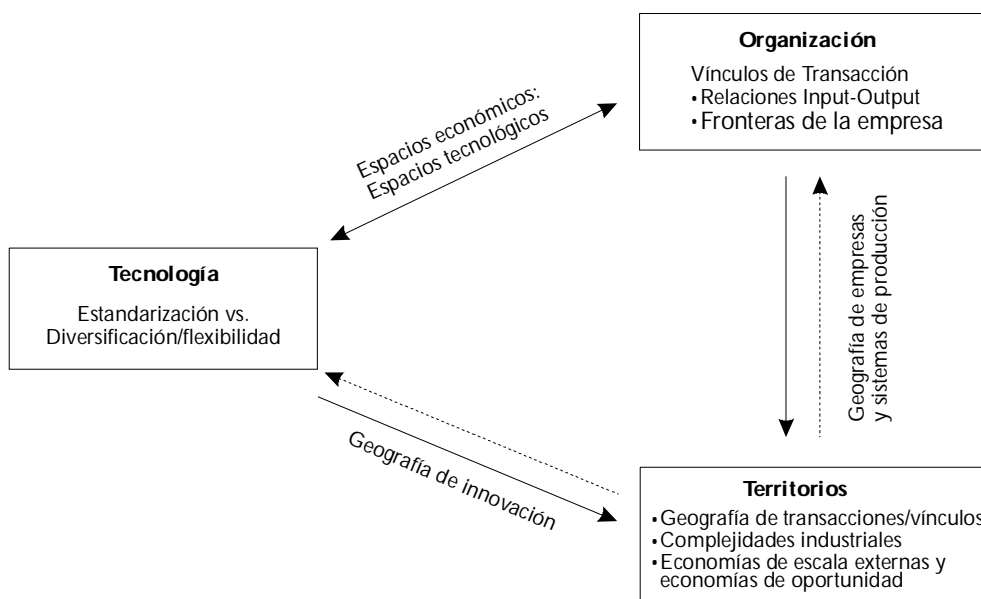 Organización
Vínculos de Transacción
• Relaciones Input-Output
• Fronteras de la empresa
Espacios económicos:
Espacios tecnológicos
Tecnología
Estandarización vs.
Diversificación/flexibilidad
Geografía de empresas
y sistemas de producción
Geografía de innovación
Territorios
• Geografía de transacciones/vínculos
• Complejidades industriales
• Economías de escala externas y
economías de oportunidad